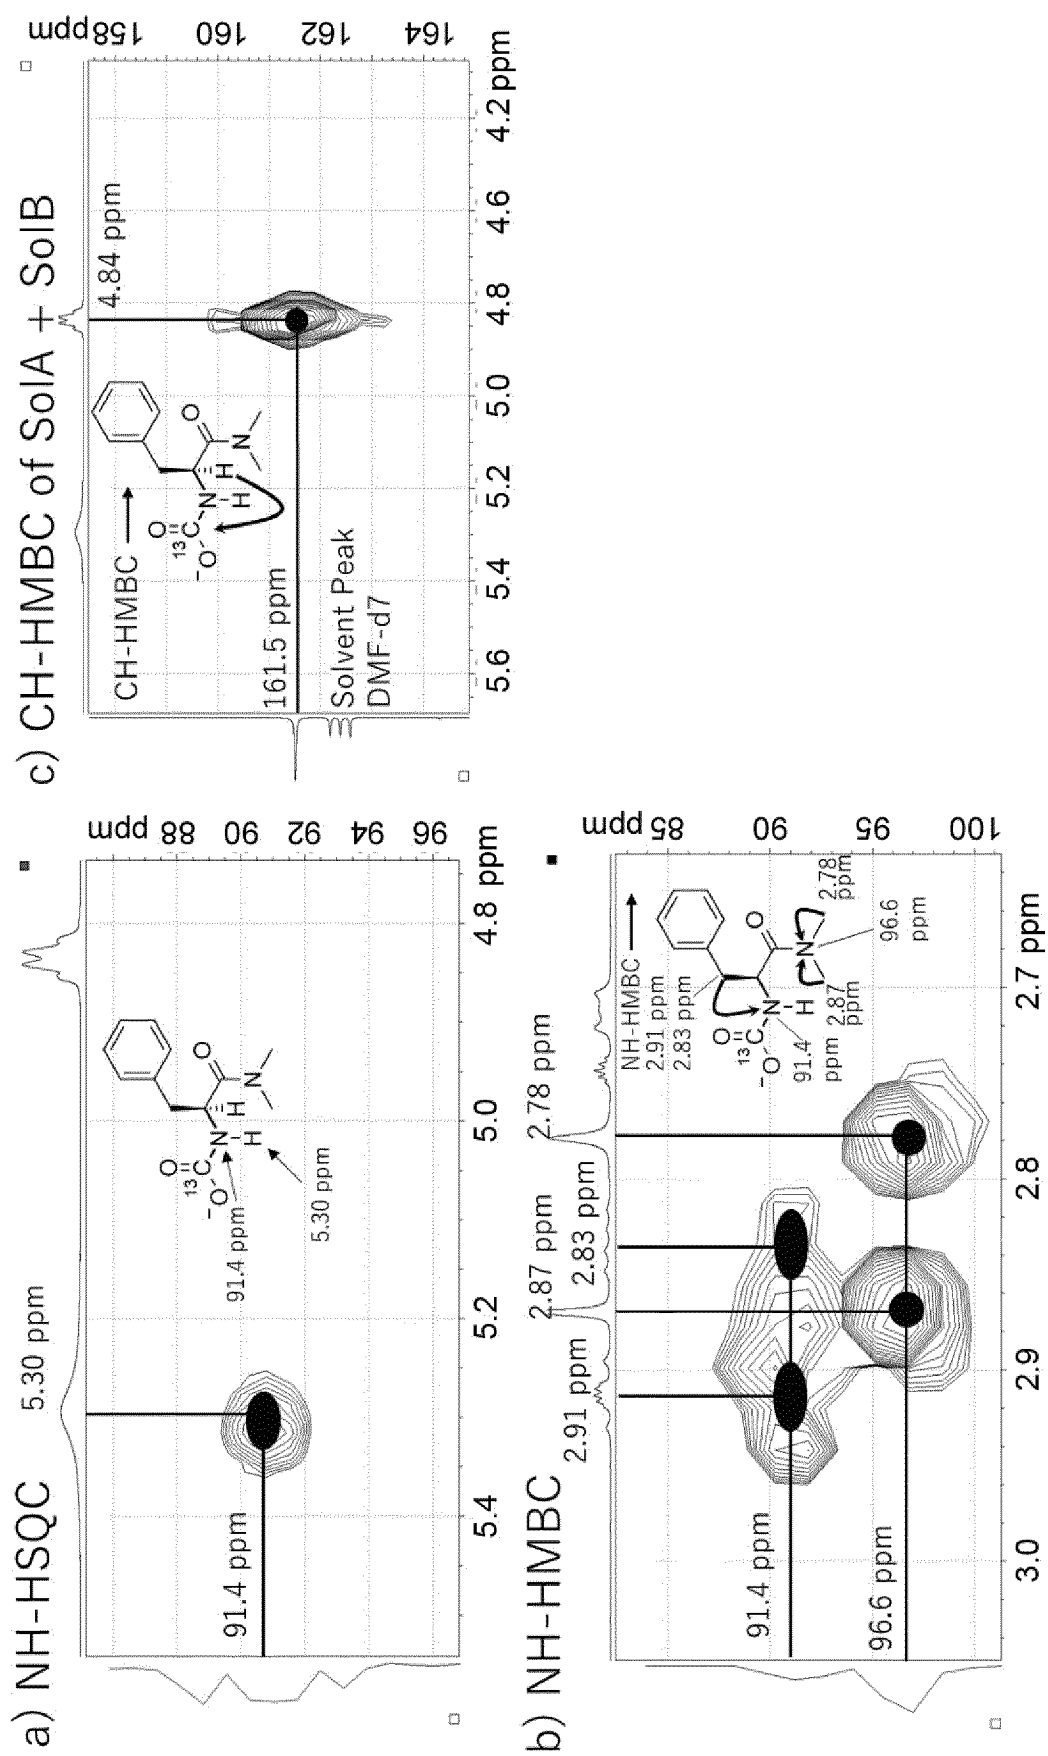 a) NH-HSQC
5.30 ppm
91.4 ppm
O
13C
-O
N
H
H
O
N
91.4 ppm
5.30 ppm
ppm
88
90
92
94
96
5.4
5.2
5.0
4.8 ppm
b) NH-HMBC
2.91 ppm
2.87 ppm
2.83 ppm
2.78 ppm
91.4 ppm
96.6 ppm
NH-HMBC
2.91 ppm
2.83 ppm
O
13C
-O
N
H
O
N
91.4
ppm
2.87
ppm
2.78
ppm
96.6
ppm
ppm
85
90
95
100
3.0
2.9
2.8
2.7 ppm
c) CH-HMBC of SolA + SolB
4.84 ppm
CH-HMBC
O
13C
-O
N
H
H
O
N
161.5 ppm
Solvent Peak
DMF-d7
ppm
158
160
162
164
5.6
5.4
5.2
5.0
4.8
4.6
4.2 ppm